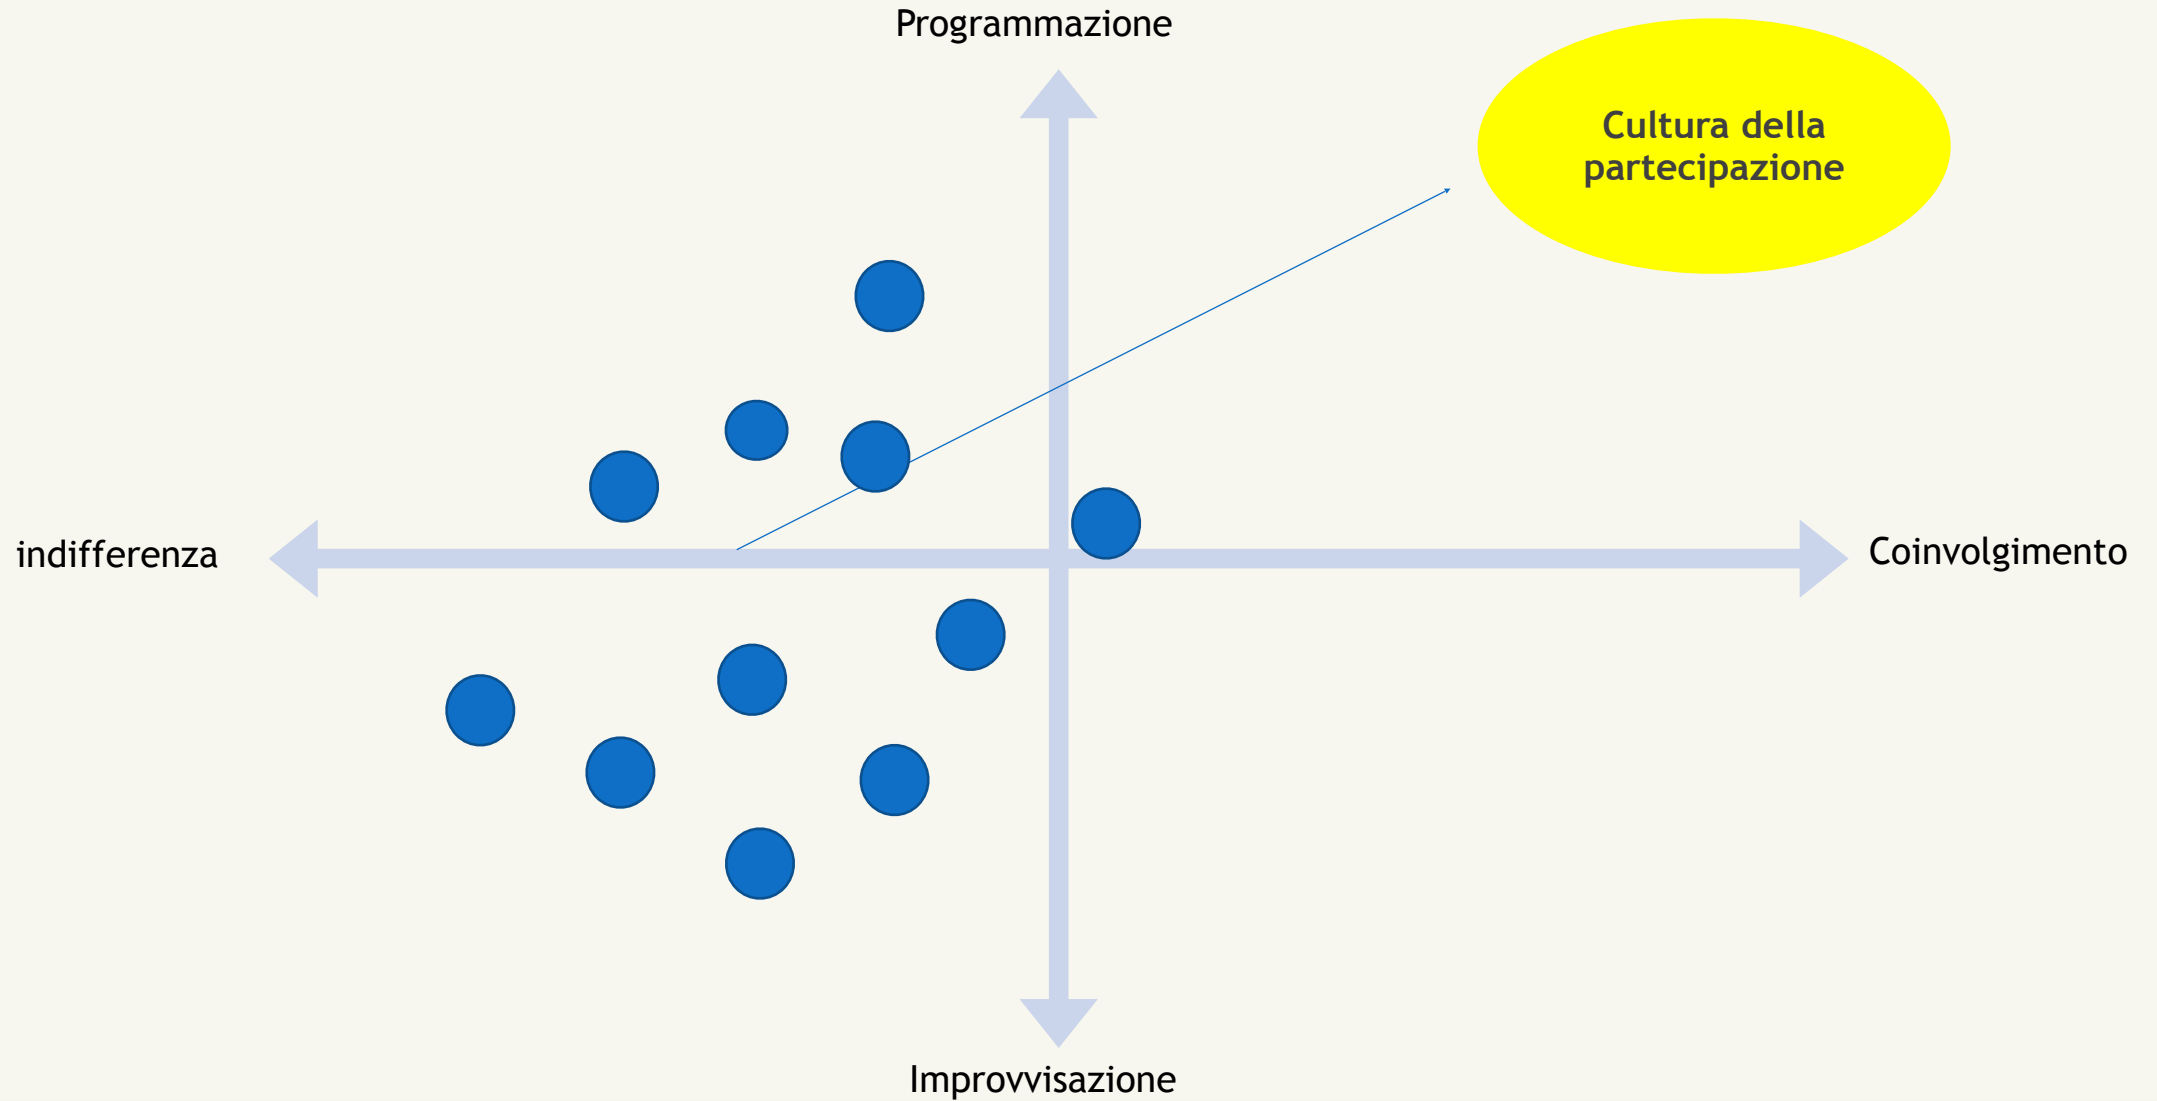 Programmazione
Cultura della
partecipazione
indifferenza
Coinvolgimento
Improvvisazione